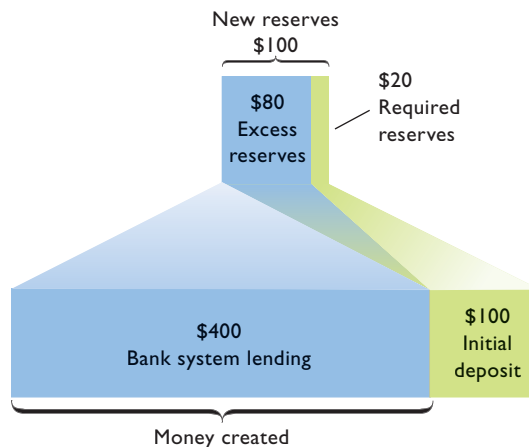 New reserves
$100
$80
Excess
reserves
$20
Required
reserves
$400
Bank system lending
$100
Initial
deposit
Money created